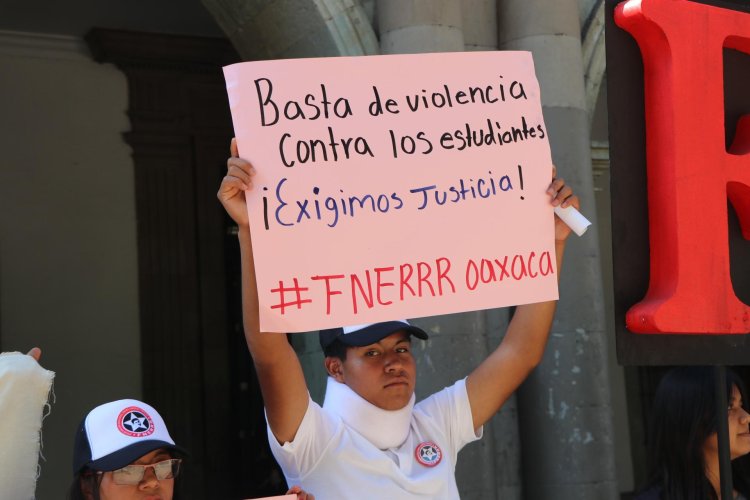 Basta de violencia
contra los estudiantes
¡Exigimos Justicia!
#FNERRR oaxaca
F